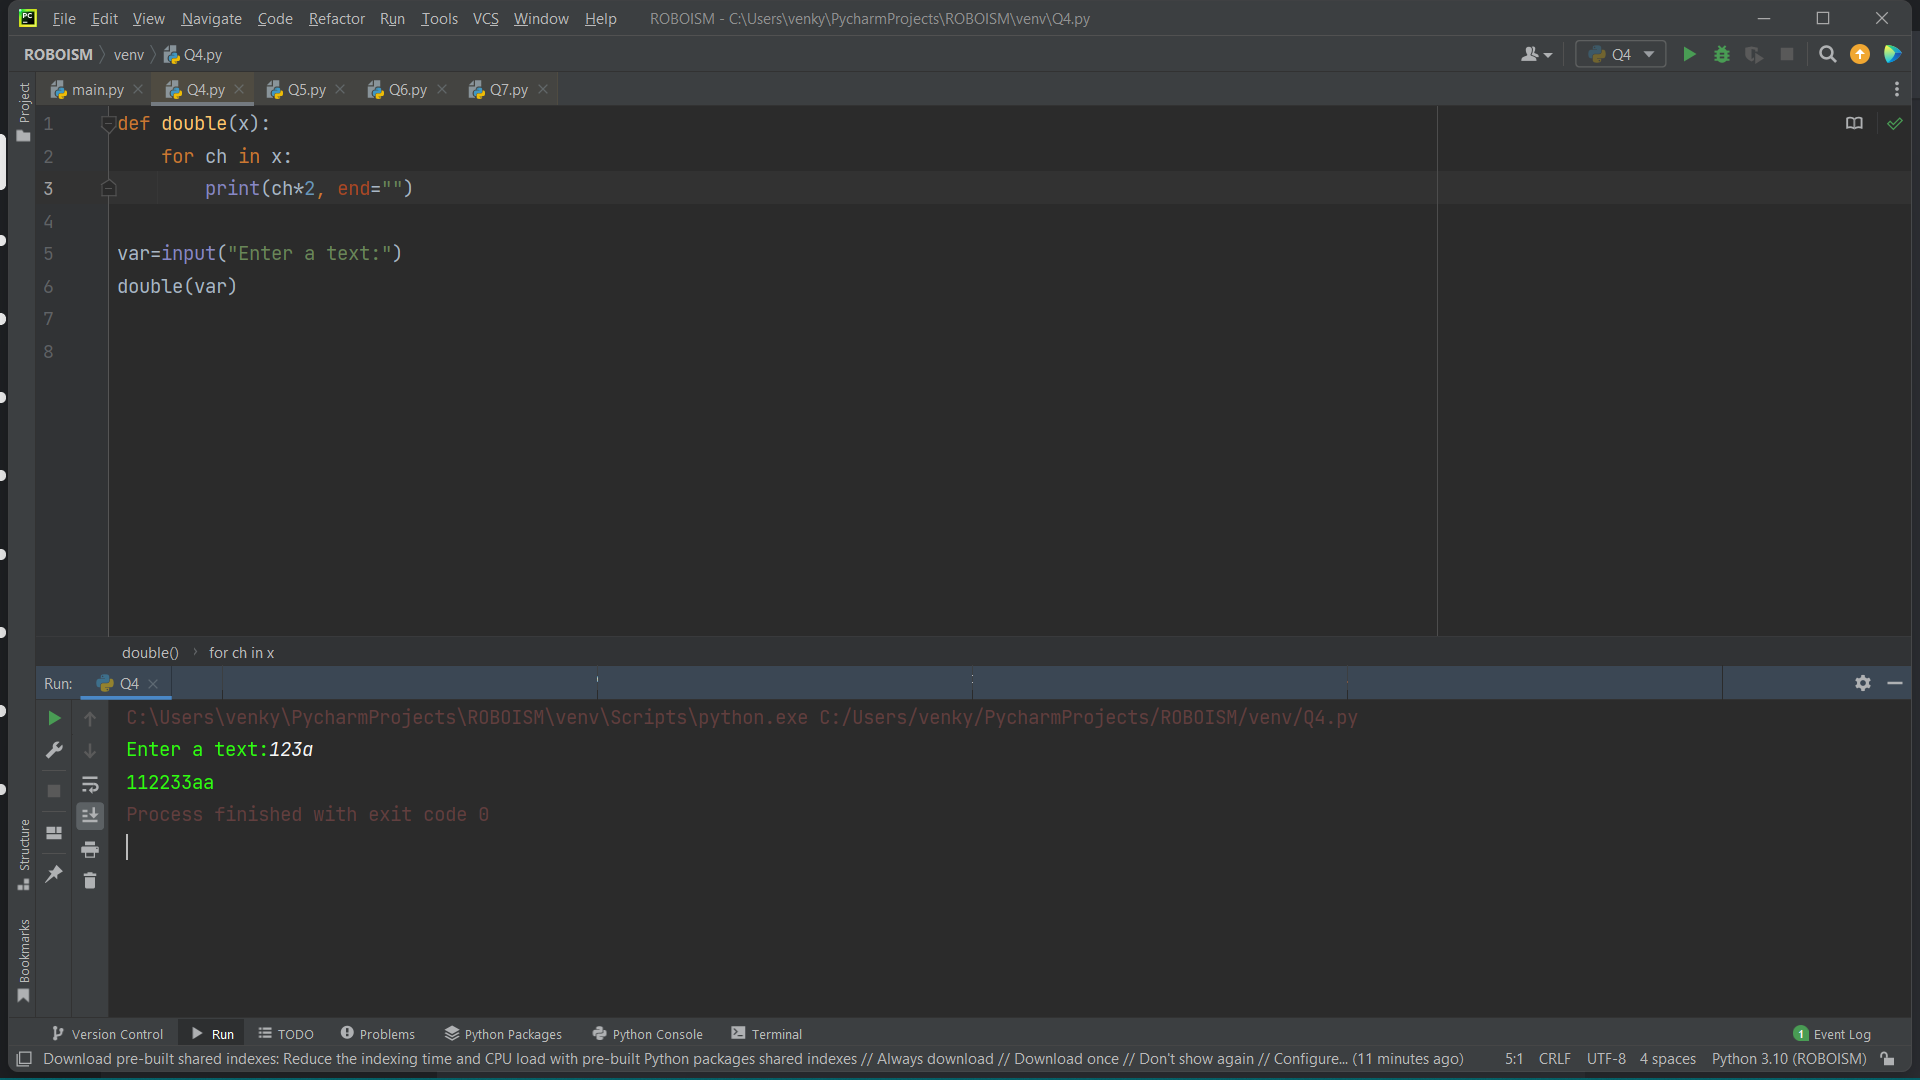 File Edit View Navigate Code Refactor Run Tools VCS Window Help ROBOISM - C:\Users\venky\PycharmProjects\ROBOISM\venv\Q4.py
ROBOISM venv Q4.py Q4
main.py Q4.py Q5.py Q6.py Q7.py
Project
1 def double(x):
2 for ch in x:
3 print(ch*2, end="")
4
5 var=input("Enter a text:")
6 double(var)
7
8
double() for ch in x
Run: Q4
C:\Users\venky\PycharmProjects\ROBOISM\venv\Scripts\python.exe C:/Users/venky/PycharmProjects/ROBOISM/venv/Q4.py
Enter a text:123a
112233aa
Process finished with exit code 0
Structure
Bookmarks
Version Control Run TODO Problems Python Packages Python Console Terminal 1 Event Log
Download pre-built shared indexes: Reduce the indexing time and CPU load with pre-built Python packages shared indexes // Always download // Download once // Don't show again // Configure... (11 minutes ago) 5:1 CRLF UTF-8 4 spaces Python 3.10 (ROBOISM)